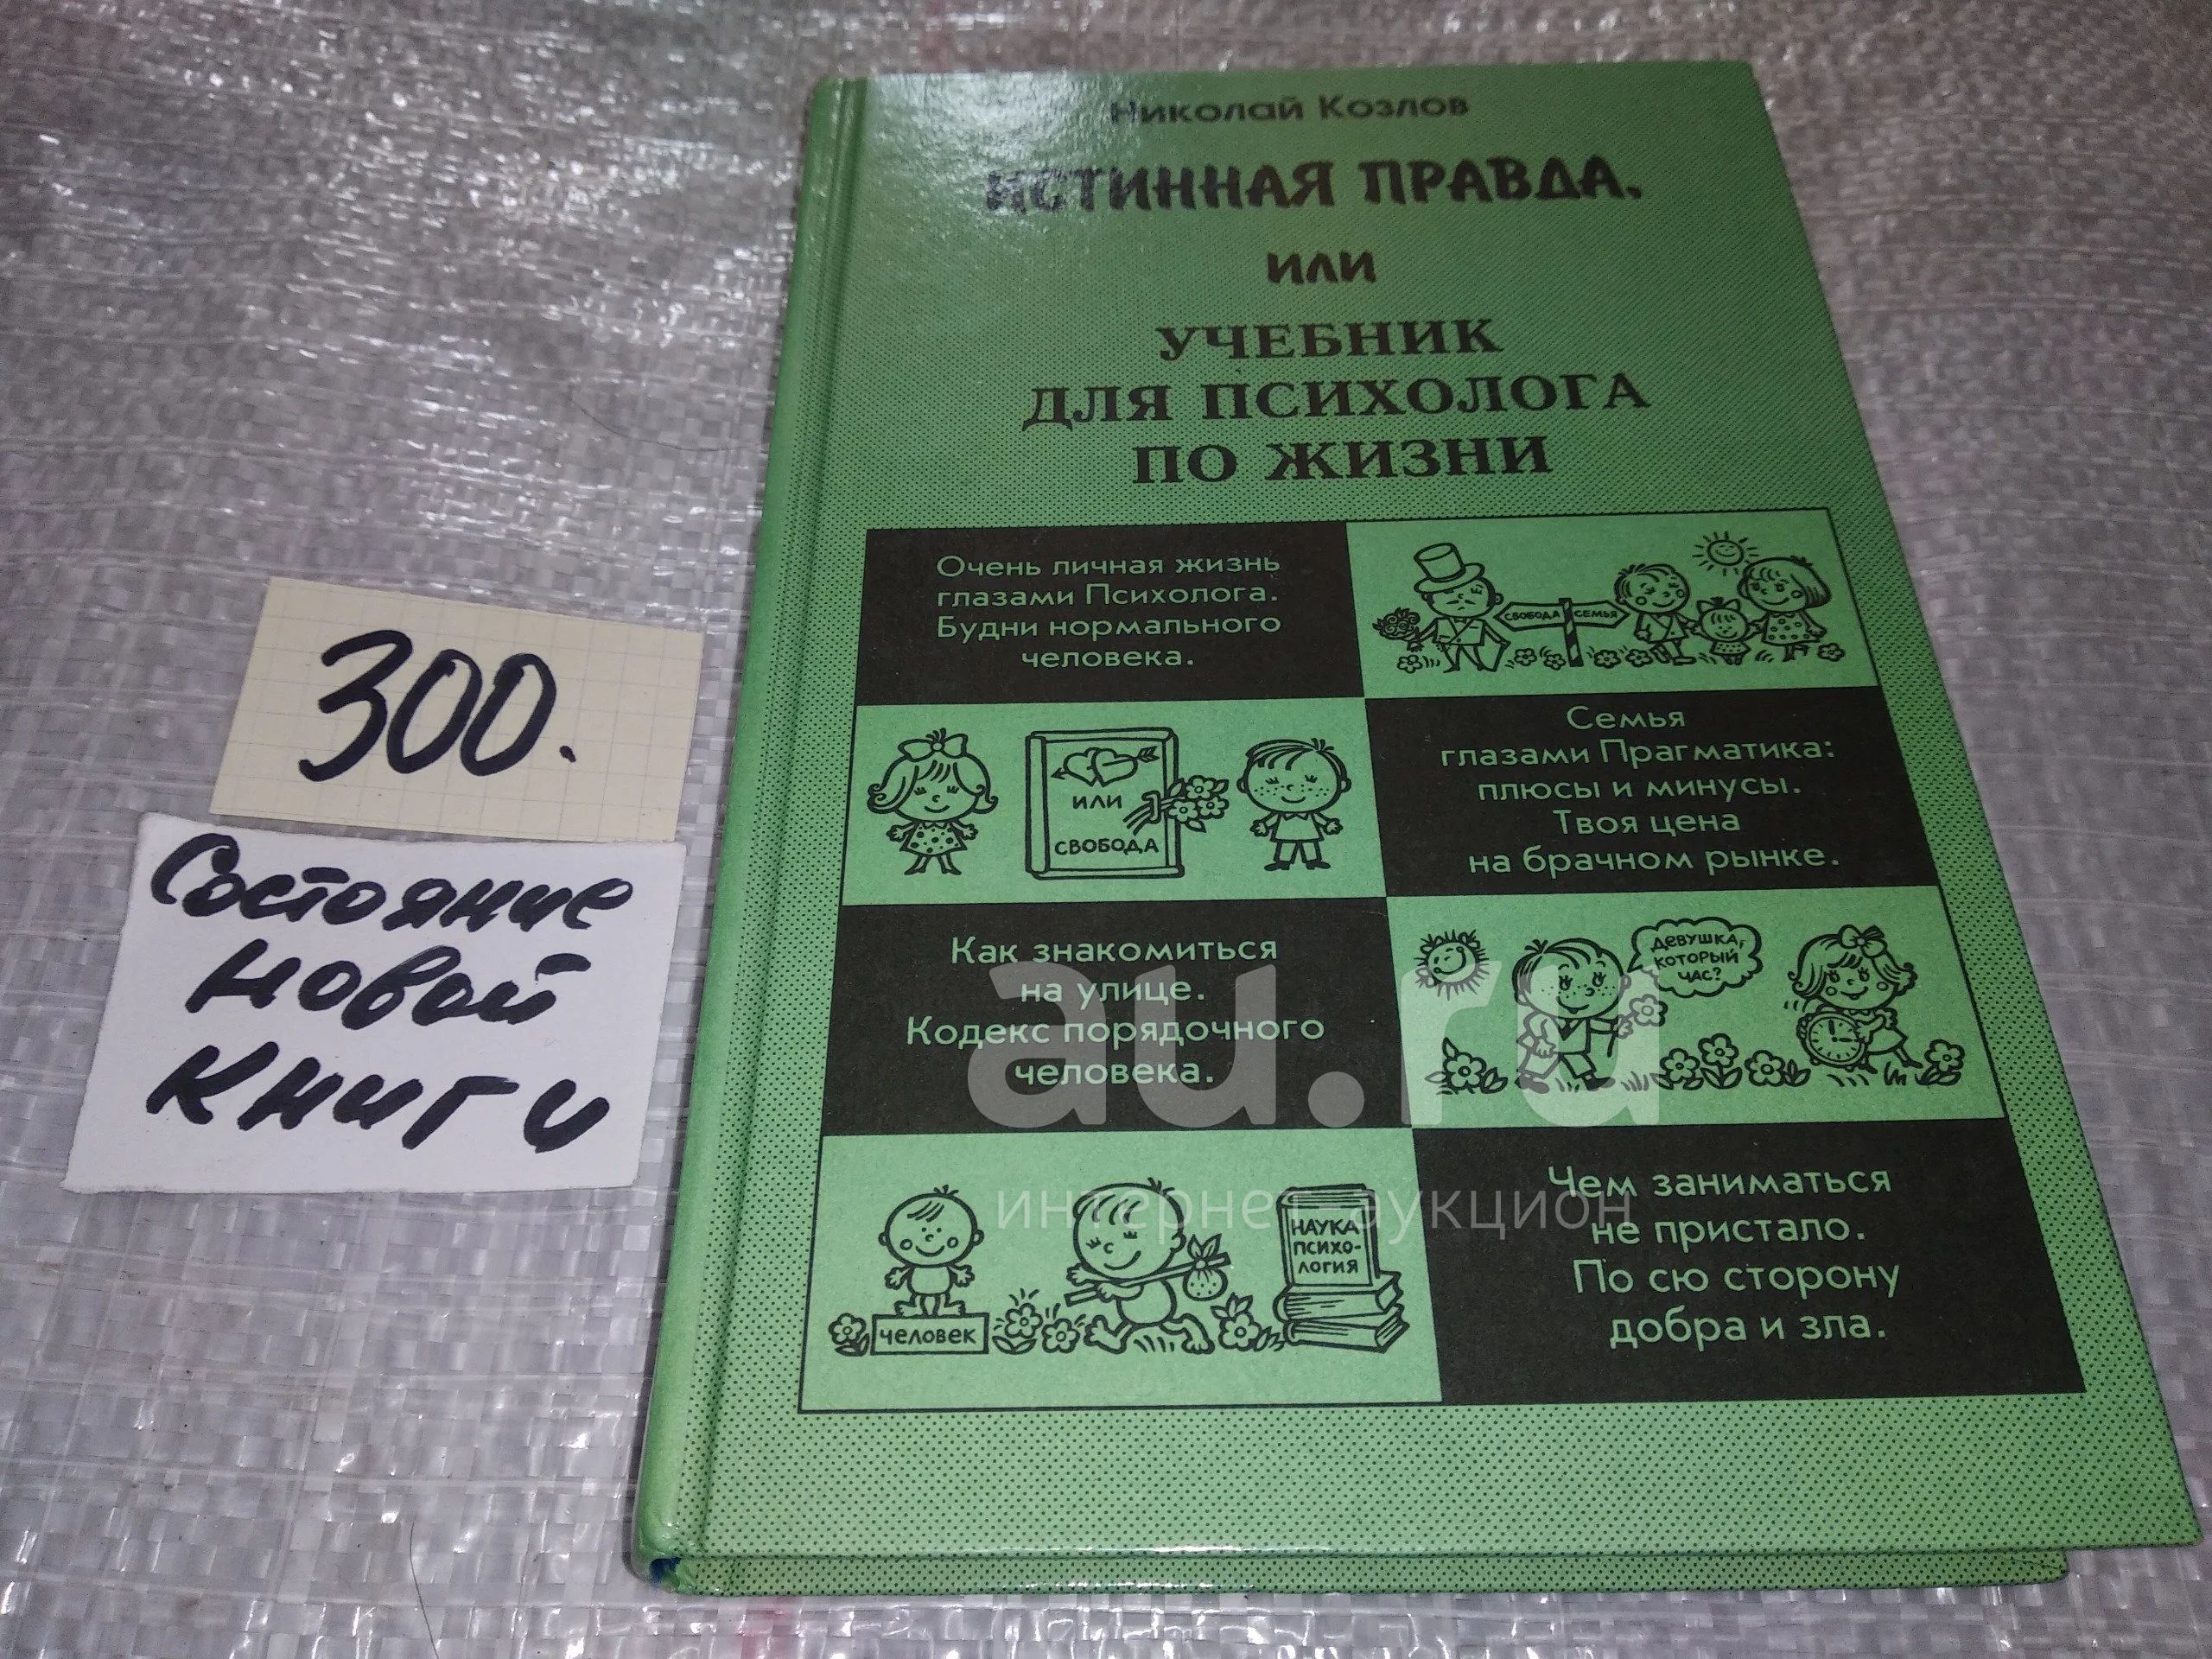 Николай Козлов
ИСТИННАЯ ПРАВДА,
ИЛИ
УЧЕБНИК
ДЛЯ ПСИХОЛОГА
ПО ЖИЗНИ
Очень личная жизнь
глазами Психолога.
Будни нормального
человека.
СВОБОДА СЕМЬЯ
ИЛИ
СВОБОДА
Семья
глазами Прагматика:
плюсы и минусы.
Твоя цена
на брачном рынке.
Как знакомиться
на улице.
Кодекс порядочного
человека.
ДЕВУШКА,
КОТОРЫЙ
ЧАС?
человек
НАУКА
ПСИХО-
ЛОГИЯ
Чем заниматься
не пристало.
По сю сторону
добра и зла.
300.
Состояние
новой
книги
au.ru
интернет аукцион